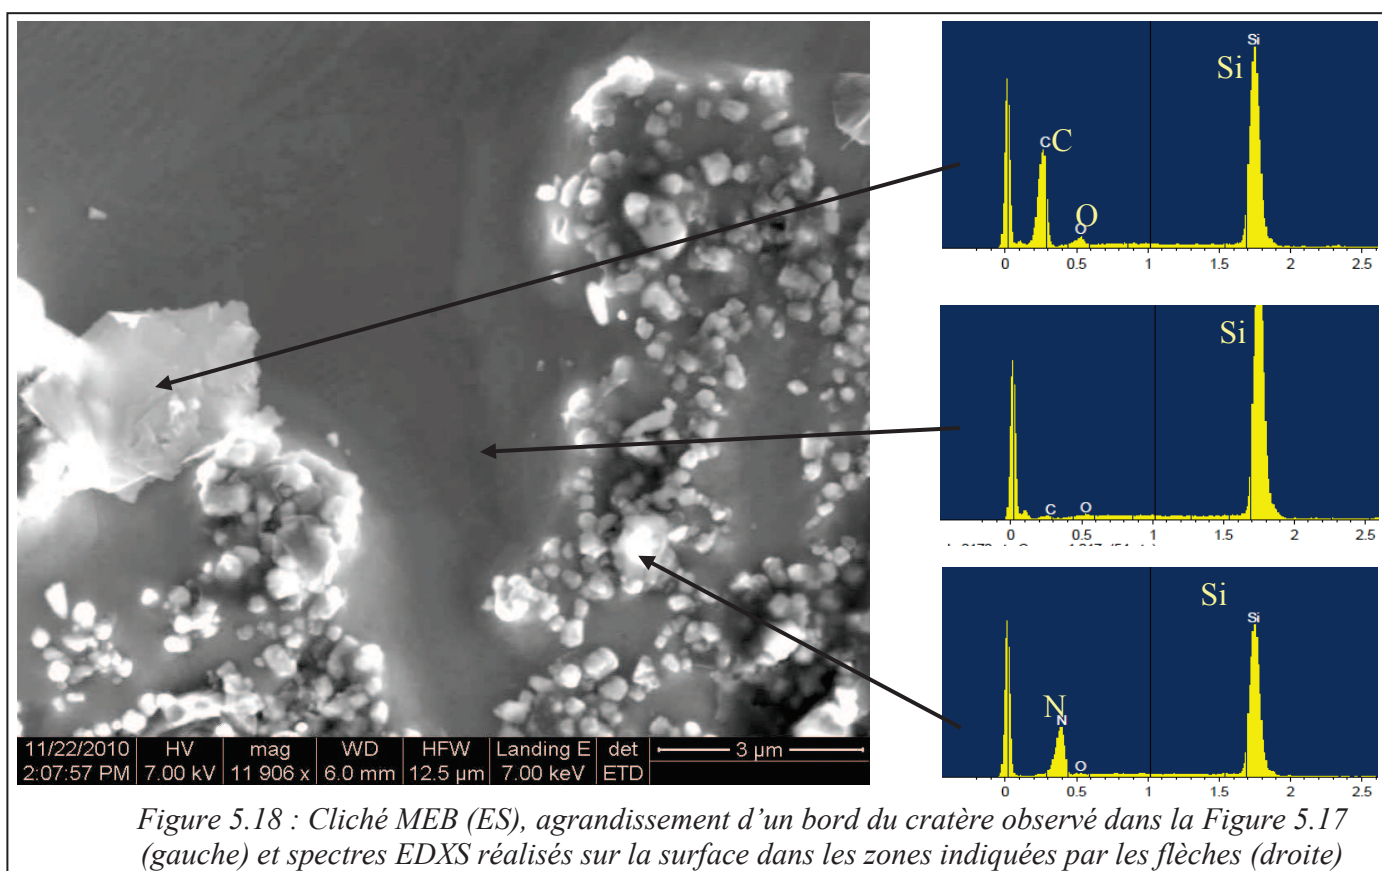 Si
Si
C
C
O
O
0 0.5 1 1.5 2 2.5
Si
C O
0 0.5 1 1.5 2 2.5
Si
Si
N
N
O
0 0.5 1 1.5 2 2.5
11/22/2010 HV mag WD HFW Landing E det 3 µm
2:07:57 PM 7.00 kV 11 906 x 6.0 mm 12.5 µm 7.00 keV ETD
Figure 5.18 : Cliché MEB (ES), agrandissement d’un bord du cratère observé dans la Figure 5.17
(gauche) et spectres EDXS réalisés sur la surface dans les zones indiquées par les flèches (droite)